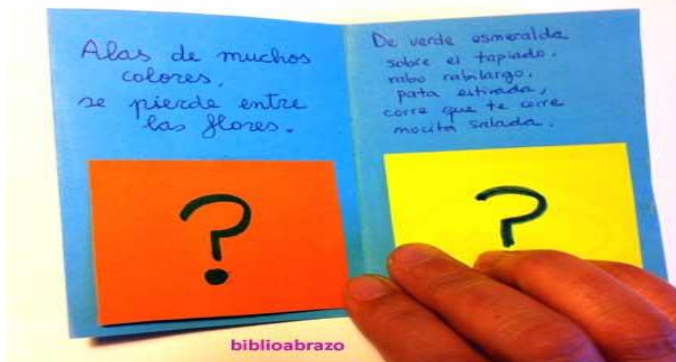 Alas de muchos
colores,
se pierde entre
las flores.
?
De verde esmeralda
sobre el tapiado,
rabo rabilargo,
pata estirada,
corre que te corre
mocita salada.
?
biblioabrazo